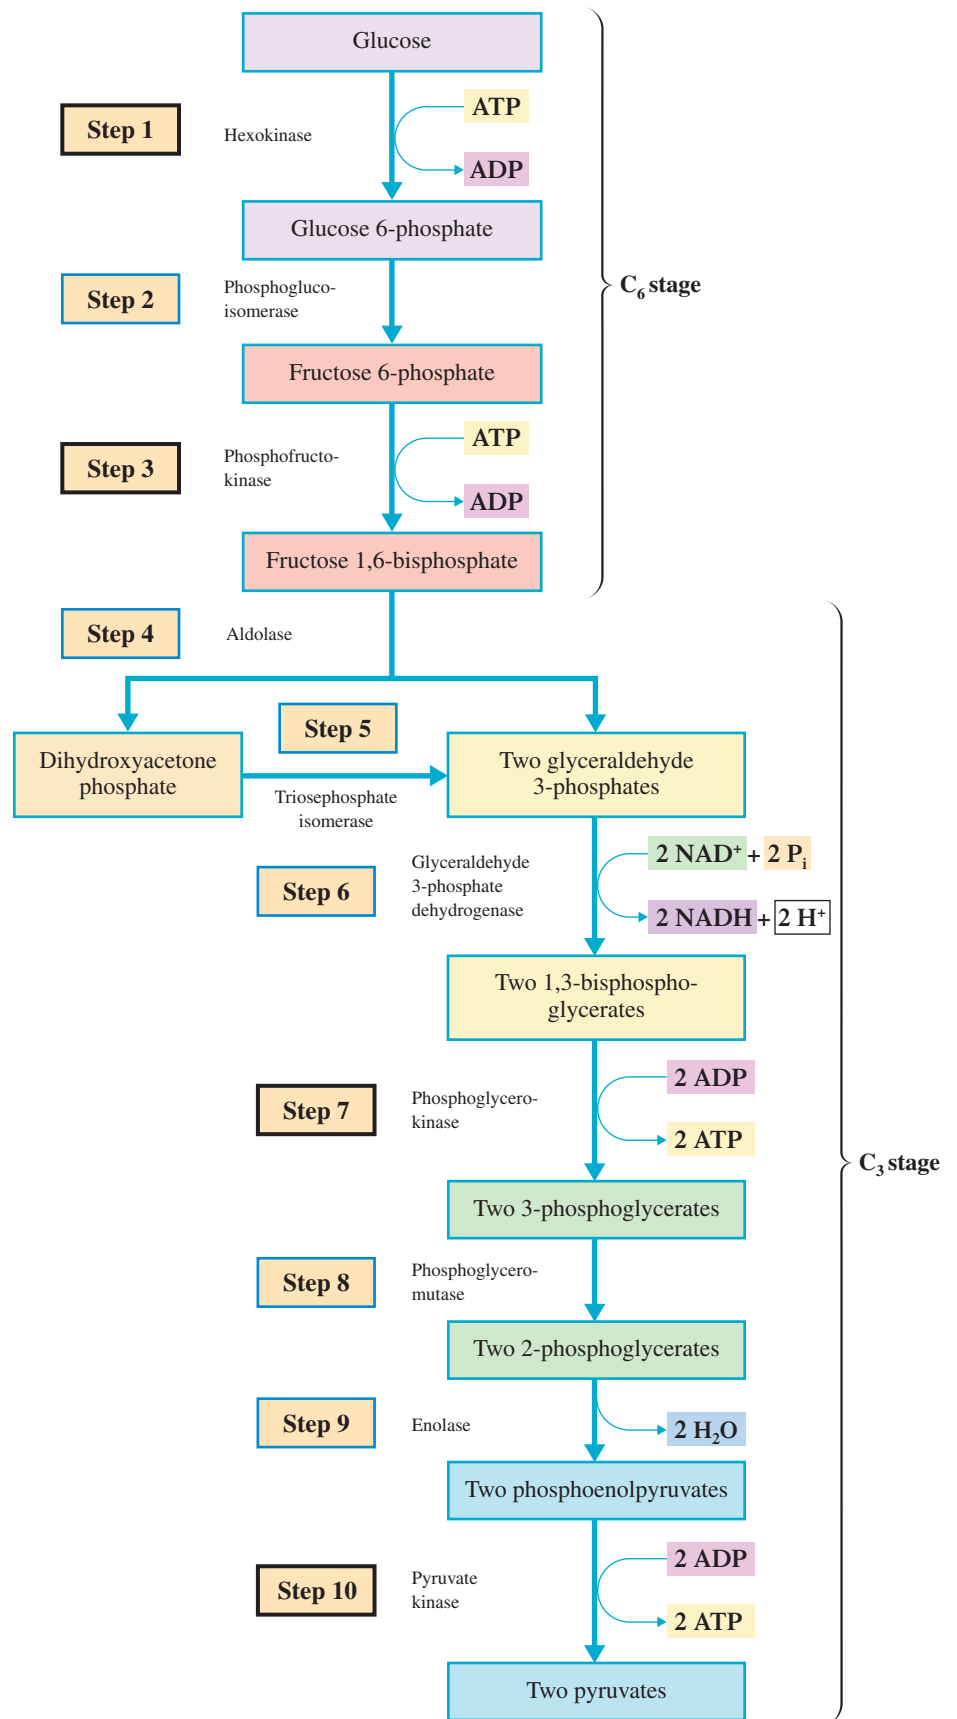 Glucose
ATP
Step 1
Hexokinase
ADP
Glucose 6-phosphate
C₆ stage
Step 2
Phosphogluco-
isomerase
Fructose 6-phosphate
ATP
Step 3
Phosphofructo-
kinase
ADP
Fructose 1,6-bisphosphate
Step 4
Aldolase
Step 5
Dihydroxyacetone
phosphate
Triosephosphate
isomerase
Two glyceraldehyde
3-phosphates
Step 6
Glyceraldehyde
3-phosphate
dehydrogenase
2 NAD⁺ + 2 Pᵢ
2 NADH + 2 H⁺
Two 1,3-bisphospho-
glycerates
Step 7
Phosphoglycero-
kinase
2 ADP
2 ATP
C₃ stage
Two 3-phosphoglycerates
Step 8
Phosphoglycero-
mutase
Two 2-phosphoglycerates
Step 9
Enolase
2 H₂O
Two phosphoenolpyruvates
Step 10
Pyruvate
kinase
2 ADP
2 ATP
Two pyruvates